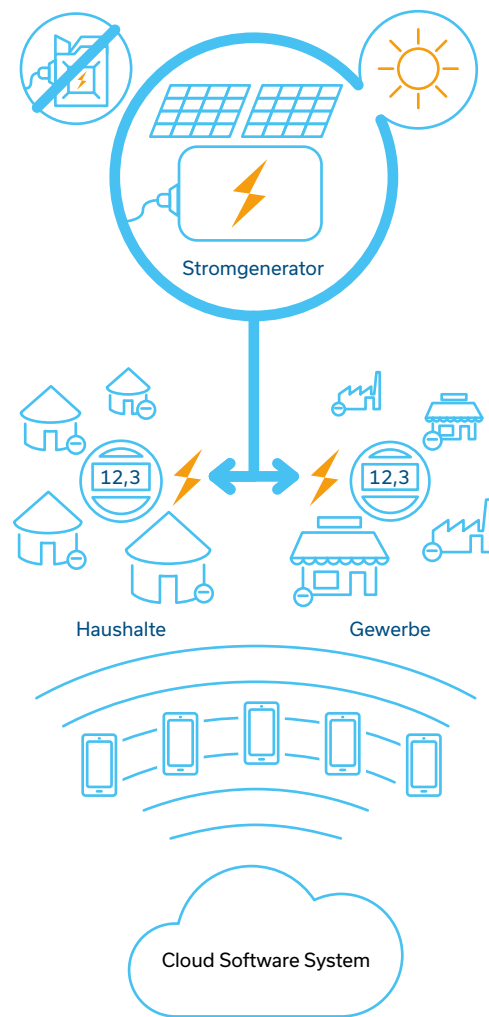 Stromgenerator
12,3
12,3
Haushalte
Gewerbe
Cloud Software System